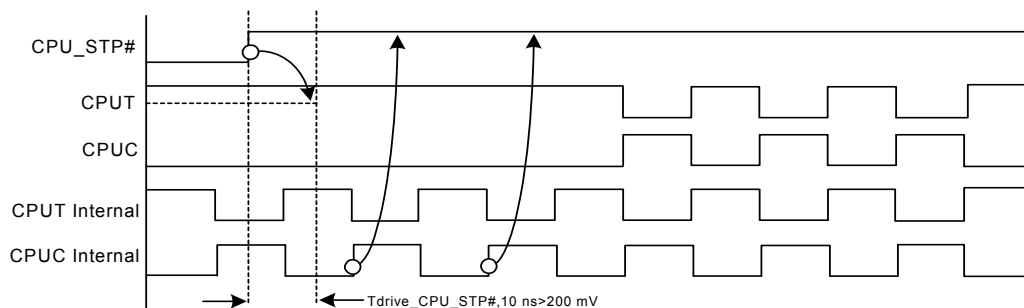 CPU_STP#
CPUT
CPUC
CPUT Internal
CPUC Internal
Tdrive_CPU_STP#,10 ns>200 mV